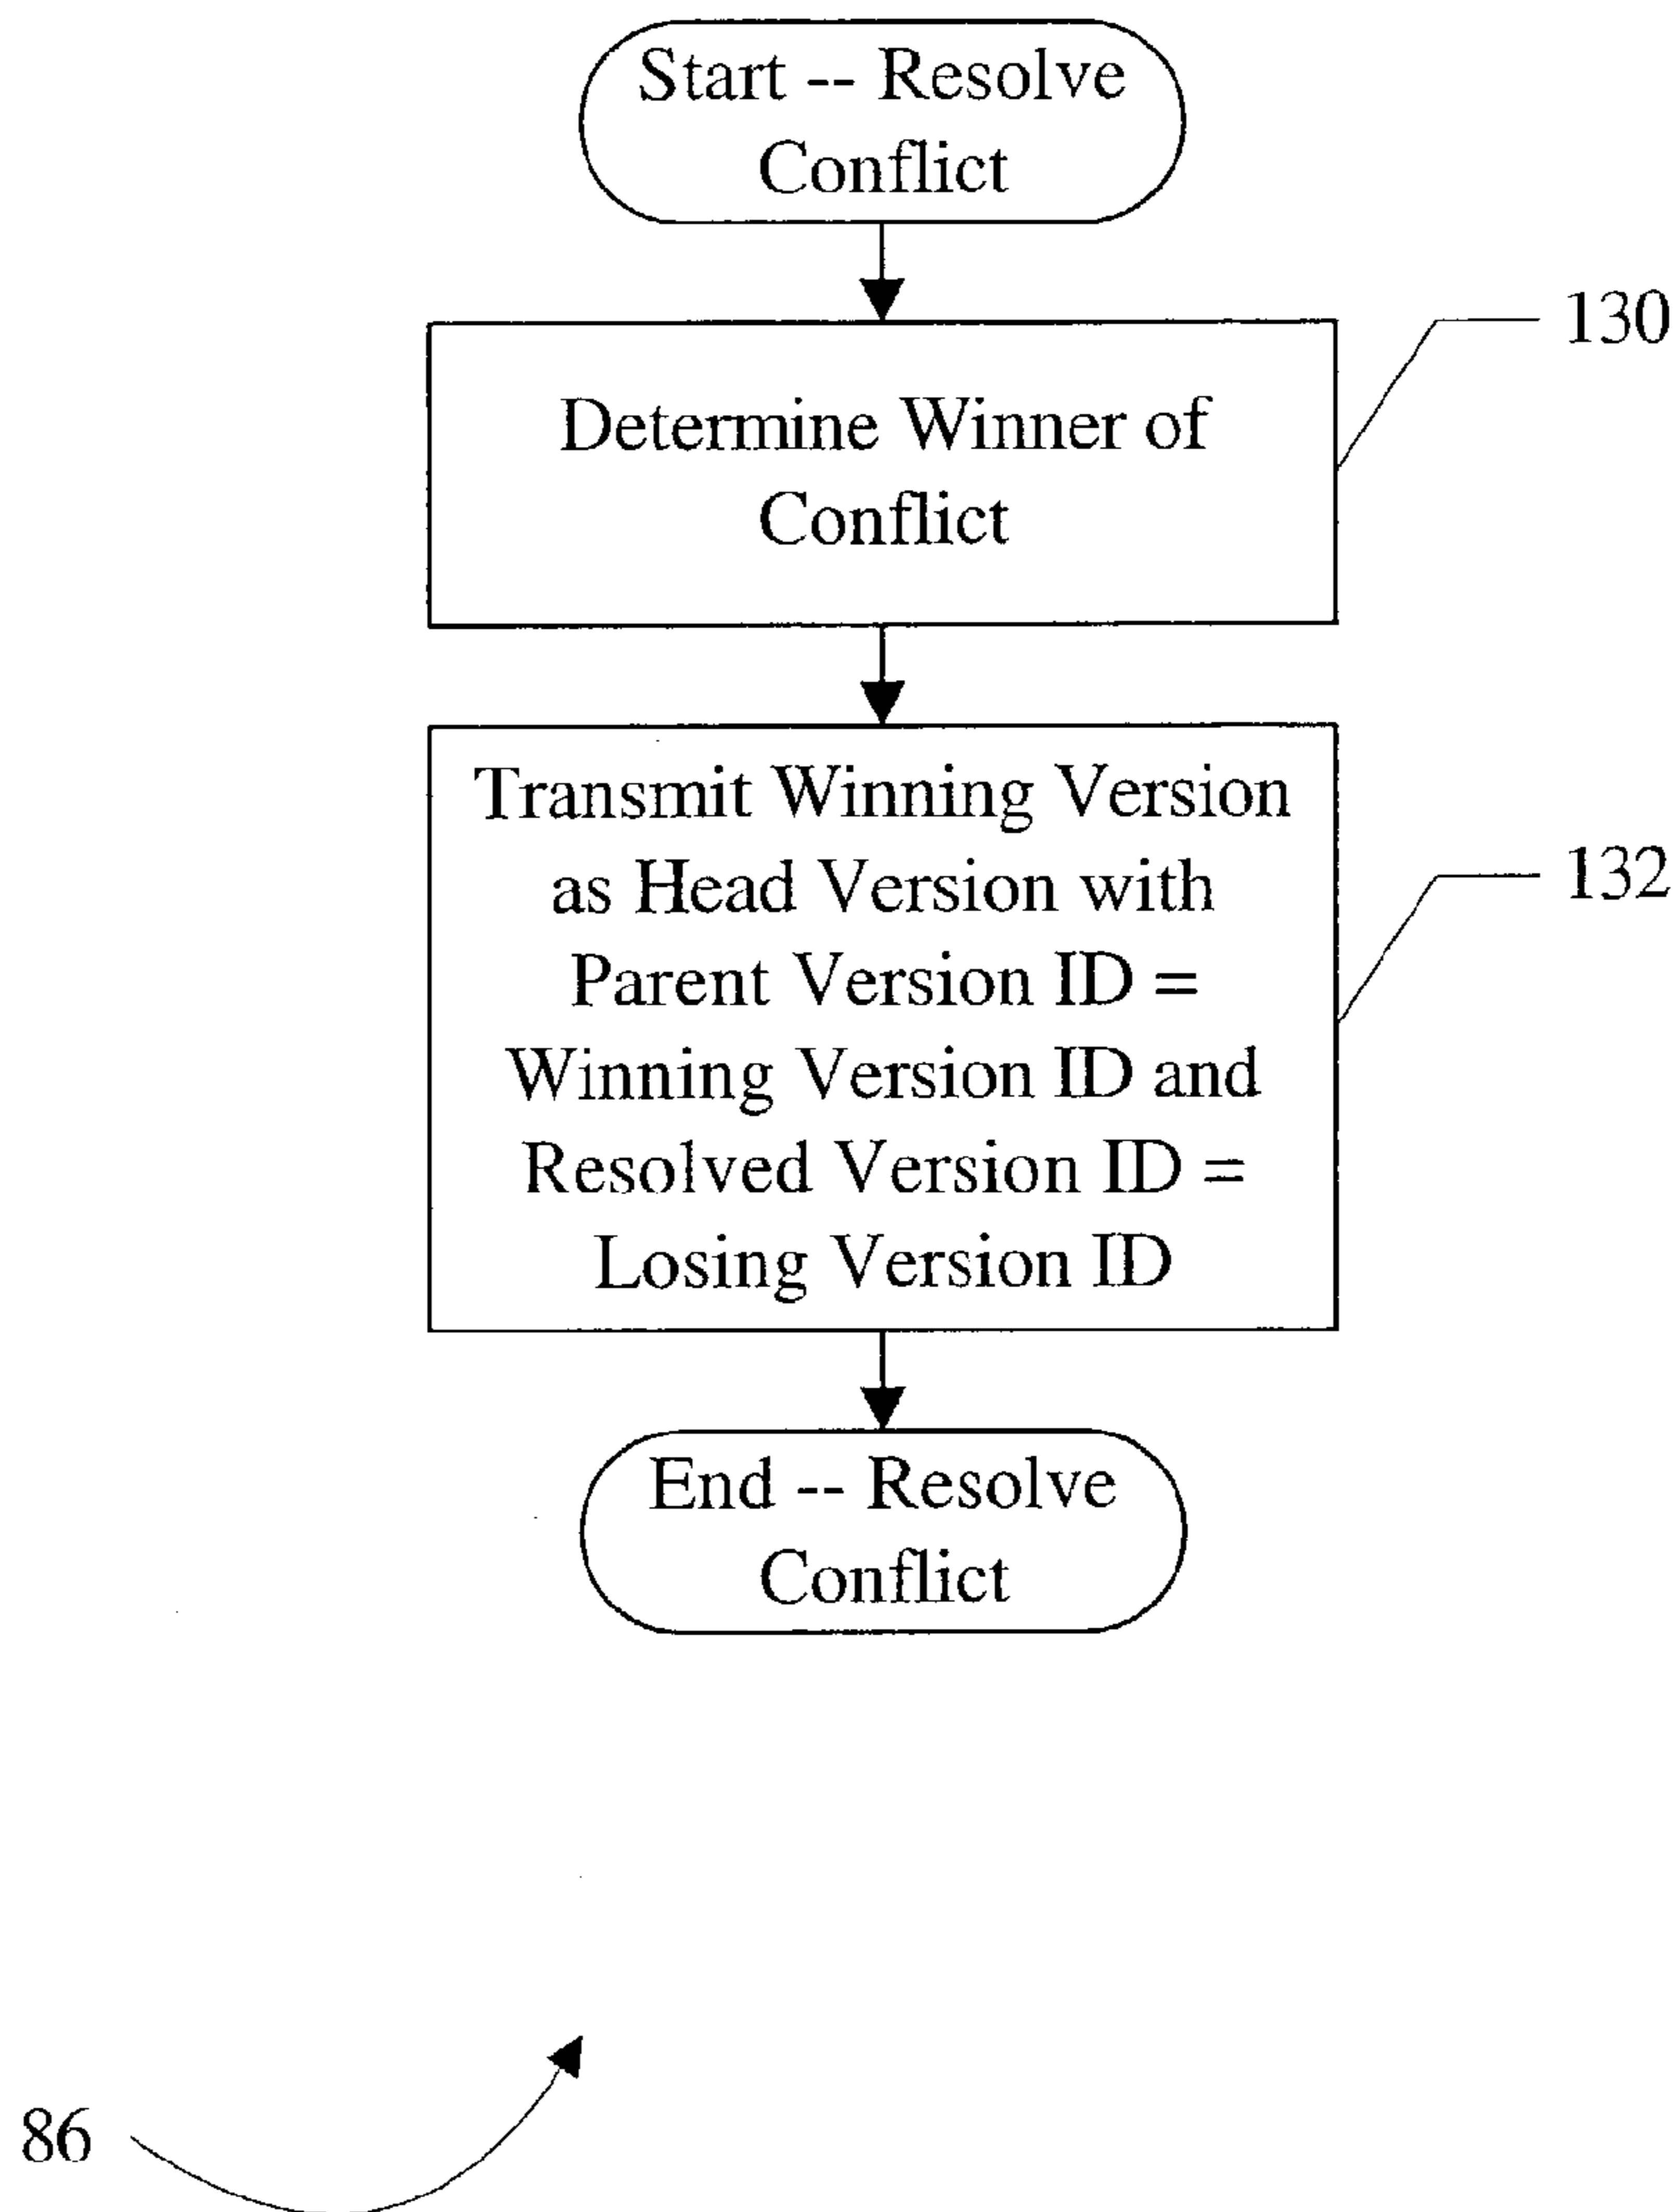 Start -- Resolve
Conflict
130
Determine Winner of
Conflict
Transmit Winning Version
as Head Version with
Parent Version ID =
Winning Version ID and
Resolved Version ID =
Losing Version ID
132
End -- Resolve
Conflict
86